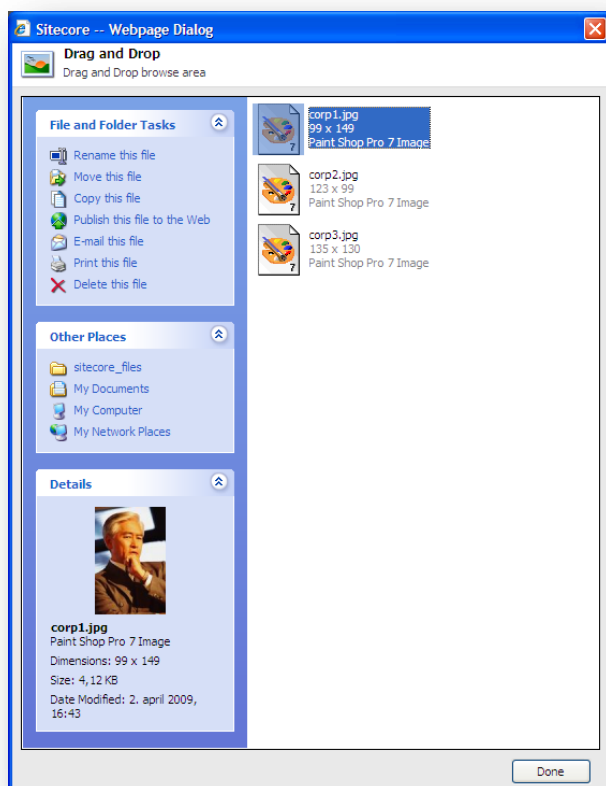 Sitecore -- Webpage Dialog
Drag and Drop
Drag and Drop browse area
File and Folder Tasks
Rename this file
Move this file
Copy this file
Publish this file to the Web
E-mail this file
Print this file
Delete this file
Other Places
sitecore_files
My Documents
My Computer
My Network Places
Details
corp1.jpg
Paint Shop Pro 7 Image
Dimensions: 99 x 149
Size: 4,12 KB
Date Modified: 2. april 2009,
16:43
7
corp1.jpg
99 x 149
Paint Shop Pro 7 Image
7
corp2.jpg
123 x 99
Paint Shop Pro 7 Image
7
corp3.jpg
135 x 130
Paint Shop Pro 7 Image
Done